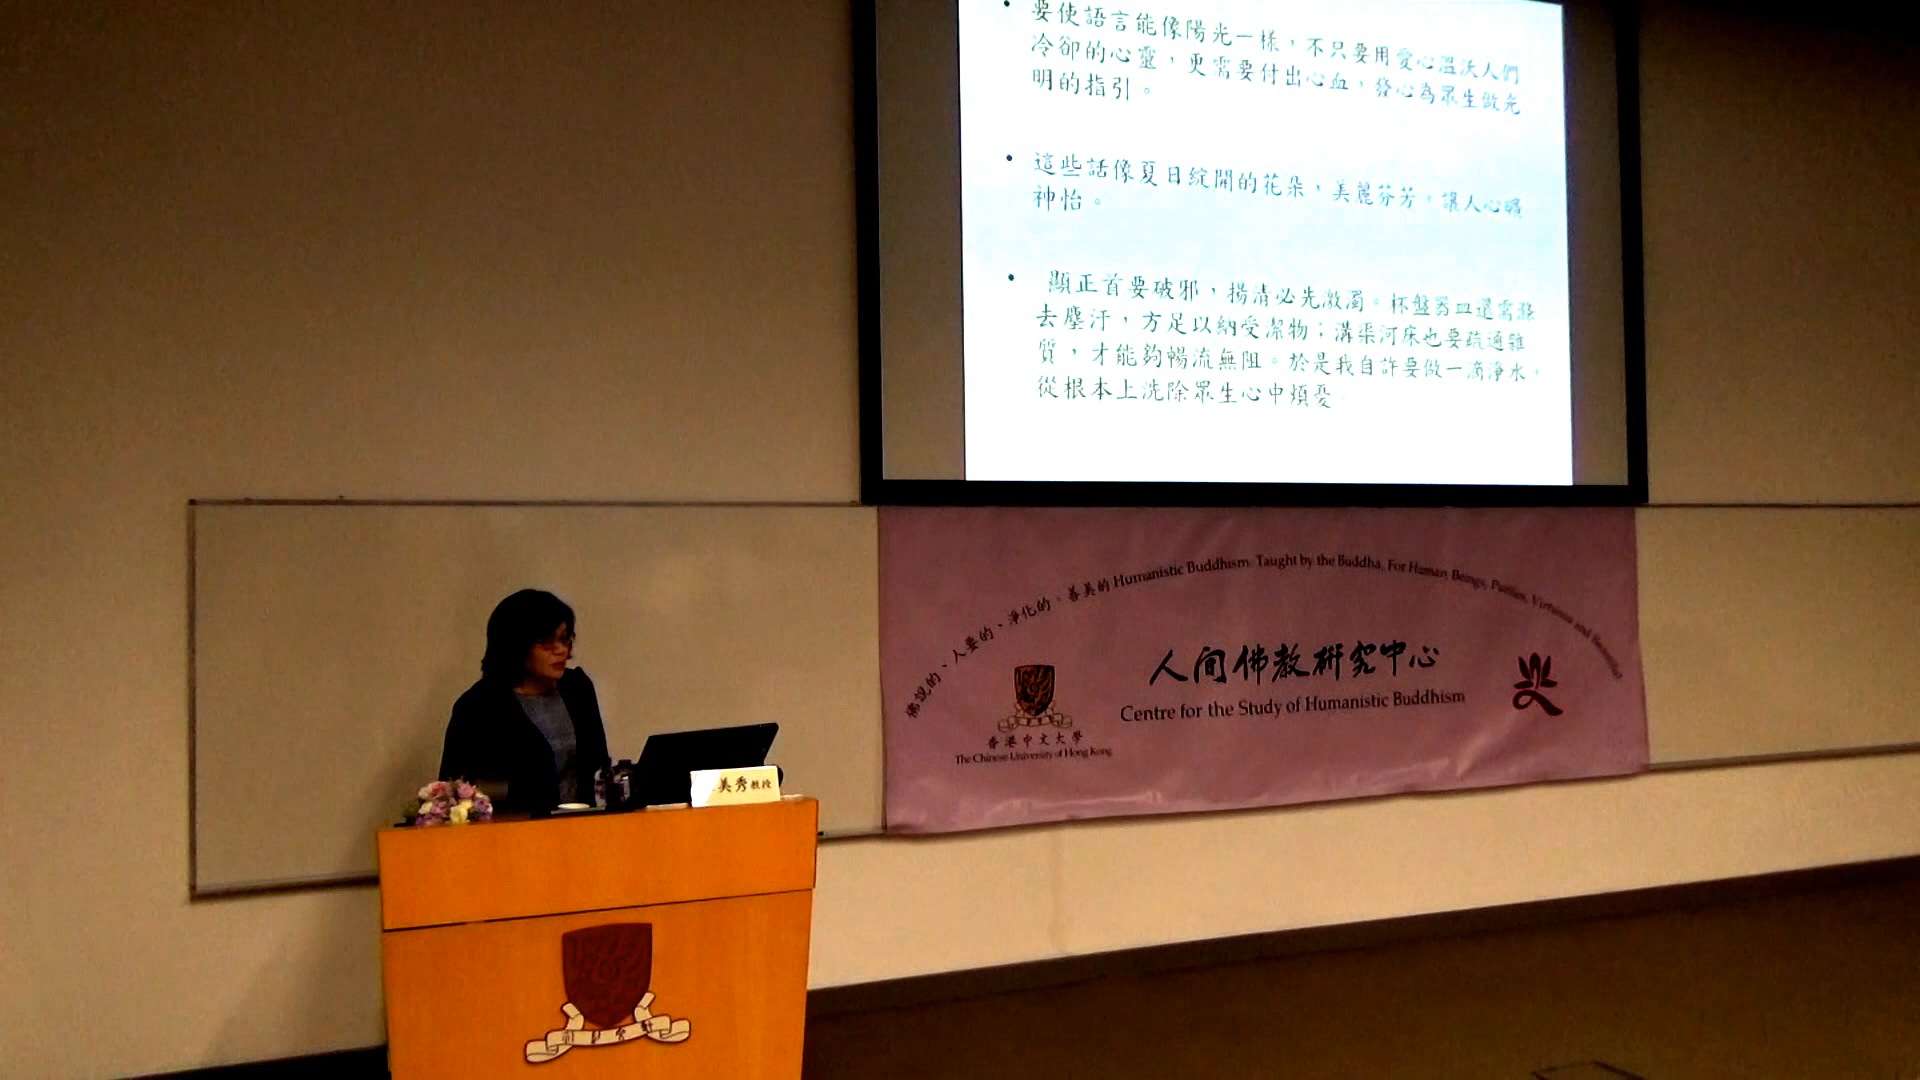 要使語言能像陽光一樣，不只要用愛心溫沃人們
冷卻的心靈，更需要付出心血，發心為眾生做光
明的指引。
這些話像夏日綻開的花朵，美麗芬芳，讓人心曠
神怡。
顯正首要破邪，揚清必先激濁。杯盤器皿還需滌
去塵汙，方足以納受潔物；溝渠河床也要疏通雜
質，才能夠暢流無阻。於是我自許要做一滴淨水，
從根本上洗除眾生心中煩憂
佛說的、人要的、淨化的、善美的 Humanistic Buddhism: Taught by the Buddha, For Human Beings, Purifies, Virtuous and Beautiful
人间佛教研究中心
Centre for the Study of Humanistic Buddhism
香港中文大學
The Chinese University of Hong Kong
美秀教授